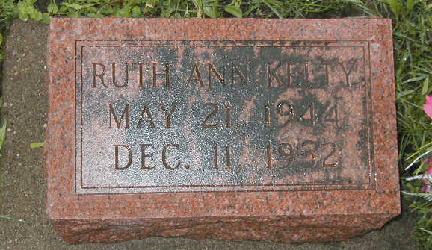 RUTH ANN KELTY
MAY 21 1944
DEC. 11